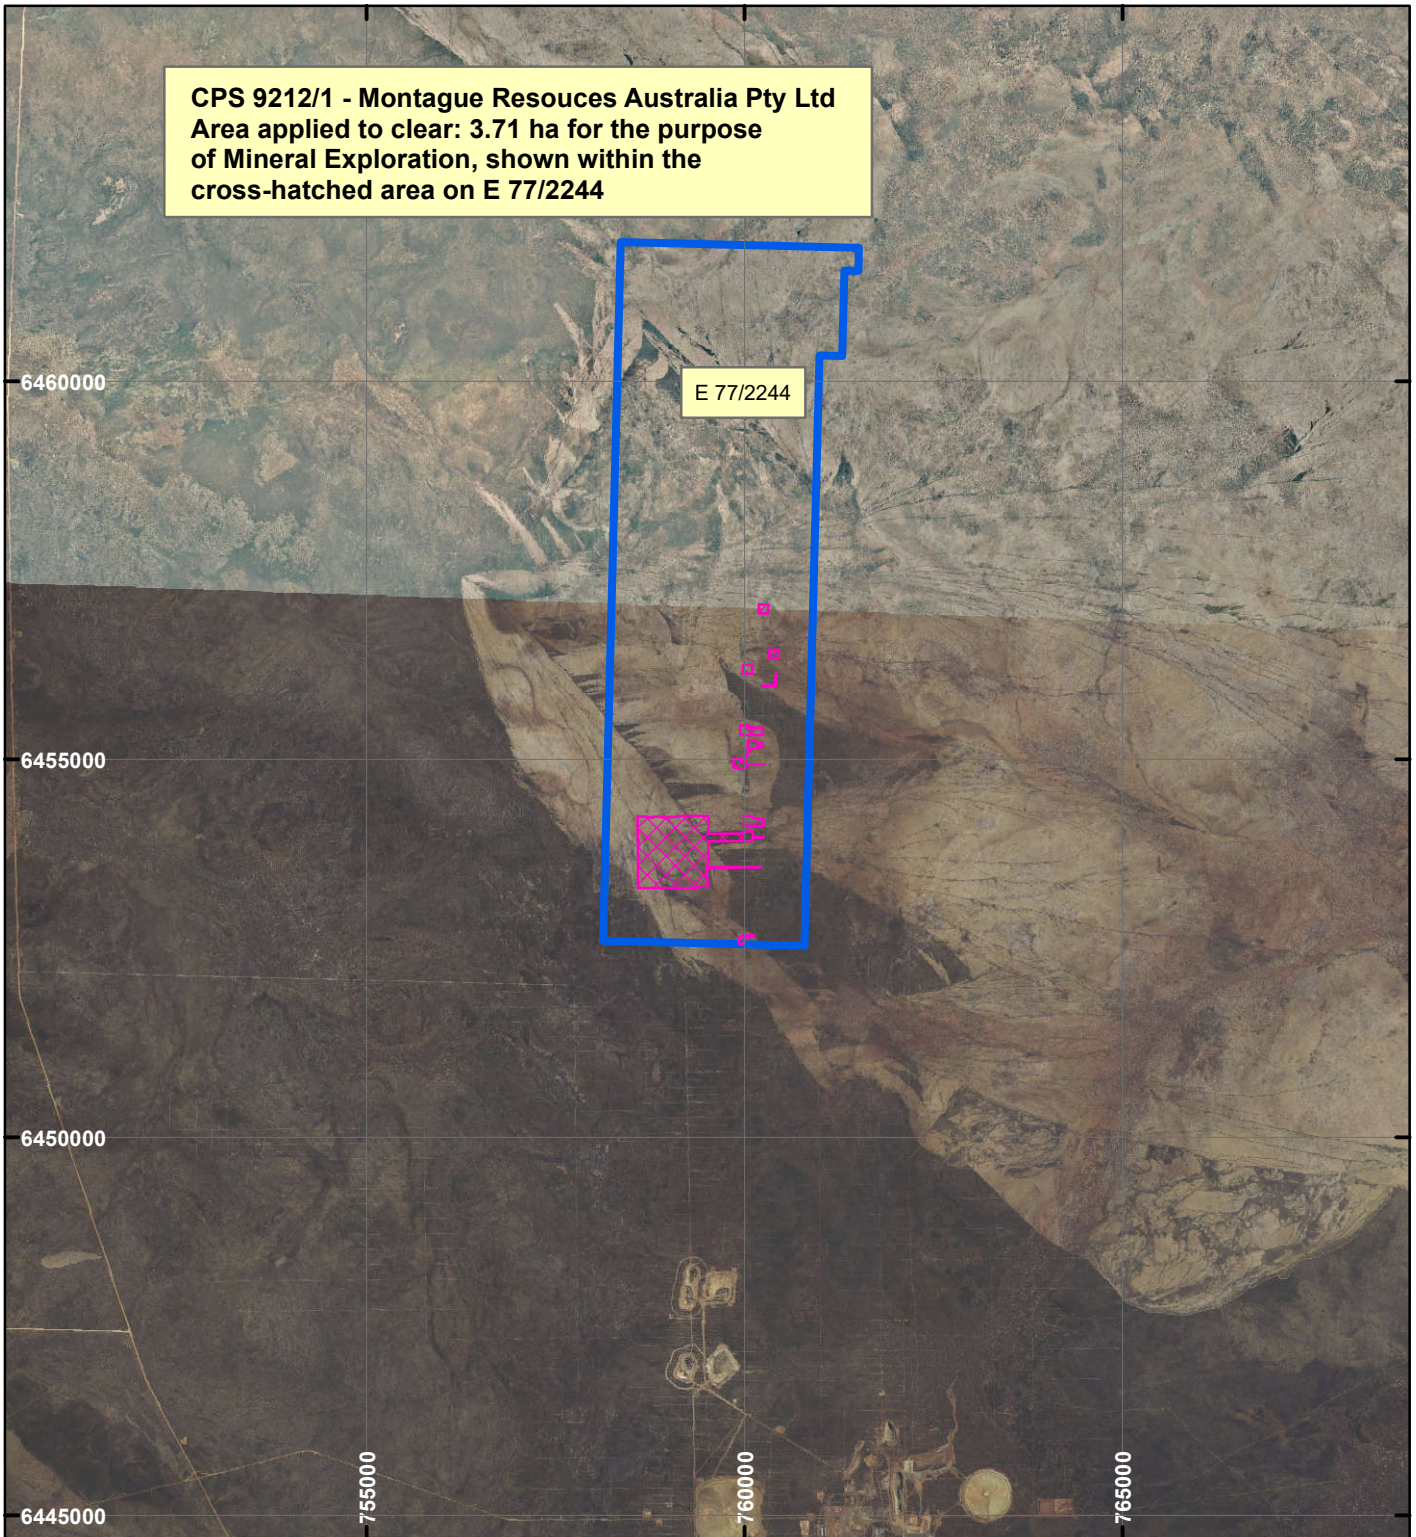 CPS 9212/1 - Montague Resouces Australia Pty Ltd
Area applied to clear: 3.71 ha for the purpose
of Mineral Exploration, shown within the
cross-hatched area on E 77/2244
6460000
E 77/2244
6455000
6450000
6445000
755000
760000
765000